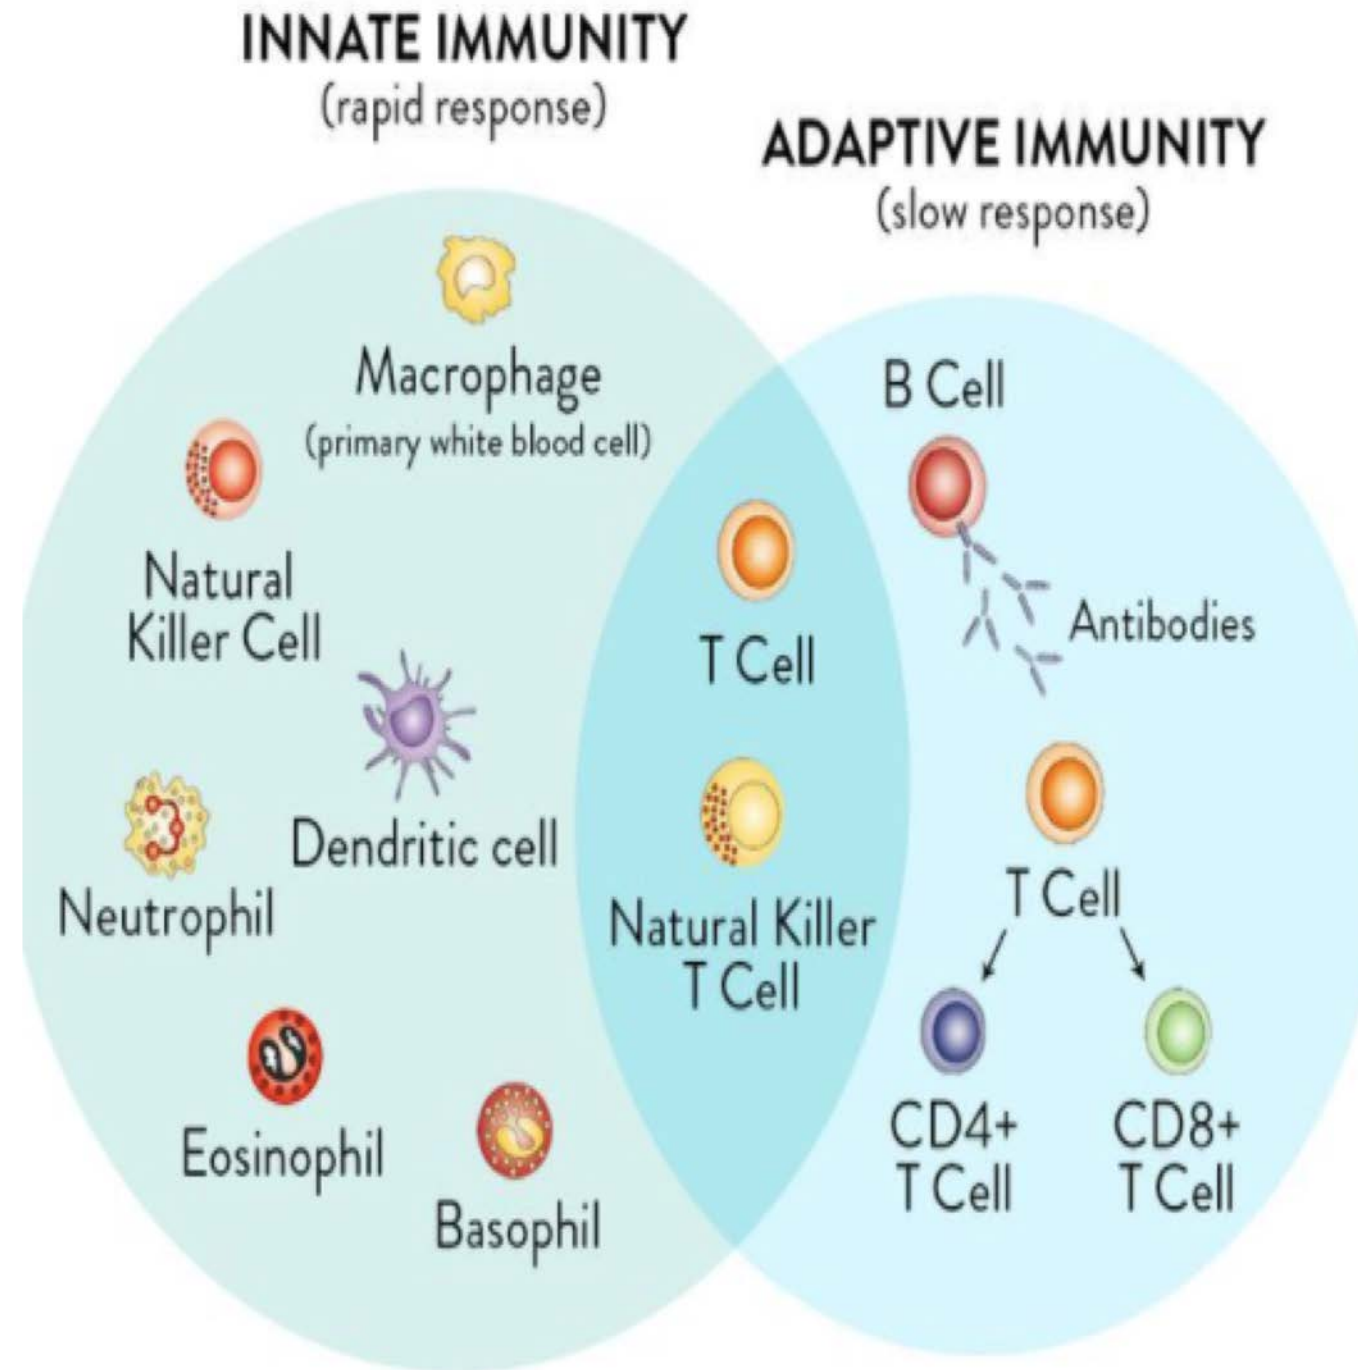 INNATE IMMUNITY
(rapid response)
ADAPTIVE IMMUNITY
(slow response)
Macrophage
(primary white blood cell)
Natural
Killer Cell
Dendritic cell
Neutrophil
Eosinophil
Basophil
T Cell
Natural Killer
T Cell
B Cell
Antibodies
T Cell
CD4+
T Cell
CD8+
T Cell